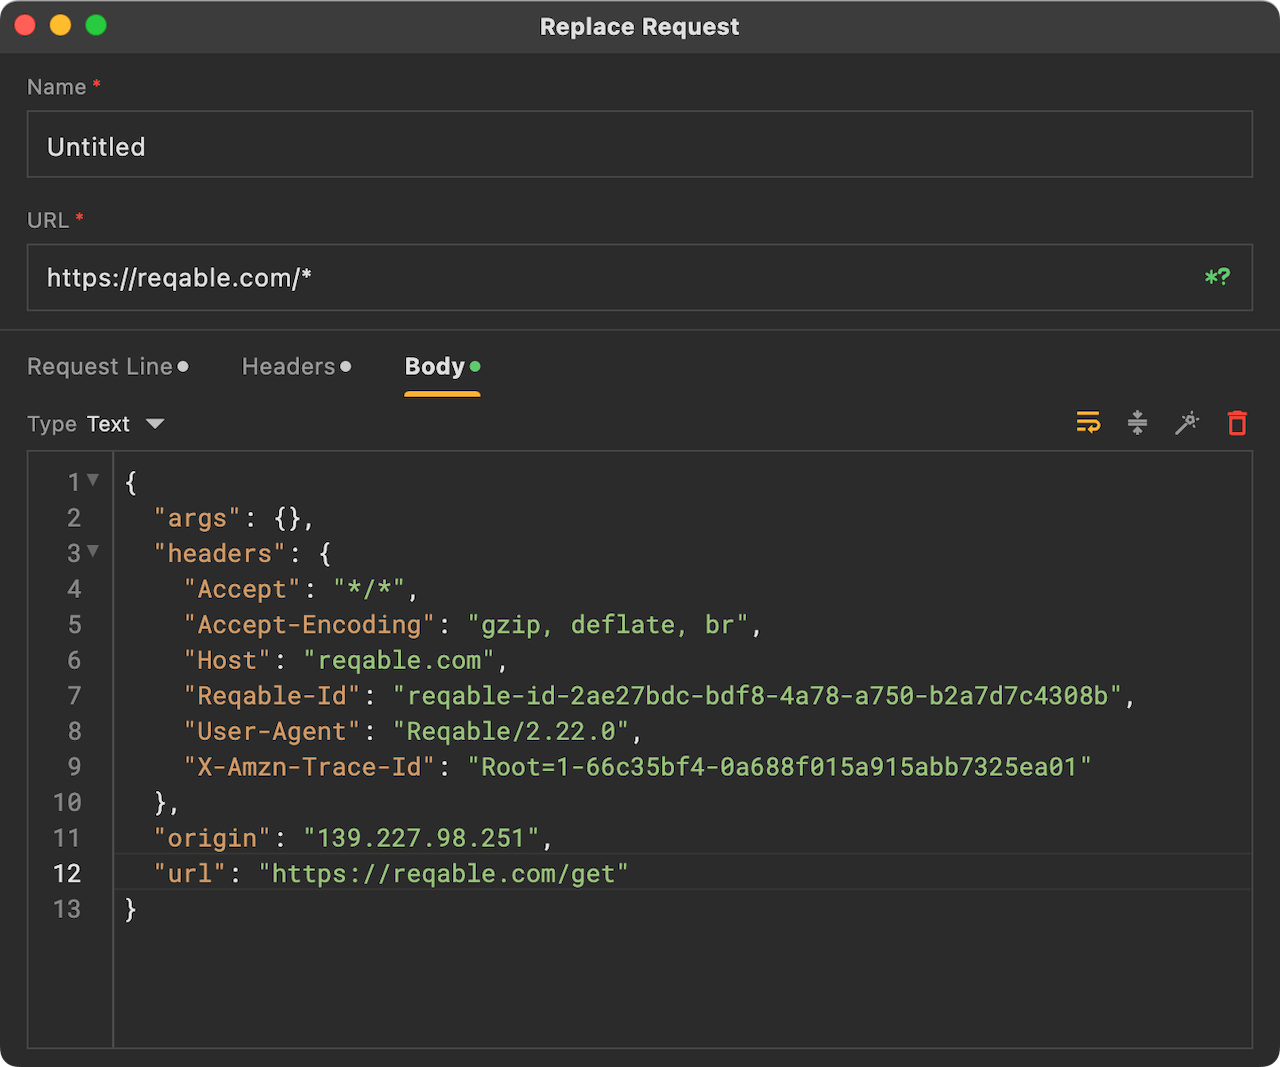 Replace Request
Name *
Untitled
URL *
https://reqable.com/*
*?
Request Line Headers Body
Type Text
1 {
2   "args": {},
3   "headers": {
4     "Accept": "*/*",
5     "Accept-Encoding": "gzip, deflate, br",
6     "Host": "reqable.com",
7     "Reqable-Id": "reqable-id-2ae27bdc-bdf8-4a78-a750-b2a7d7c4308b",
8     "User-Agent": "Reqable/2.22.0",
9     "X-Amzn-Trace-Id": "Root=1-66c35bf4-0a688f015a915abb7325ea01"
10   },
11   "origin": "139.227.98.251",
12   "url": "https://reqable.com/get"
13 }